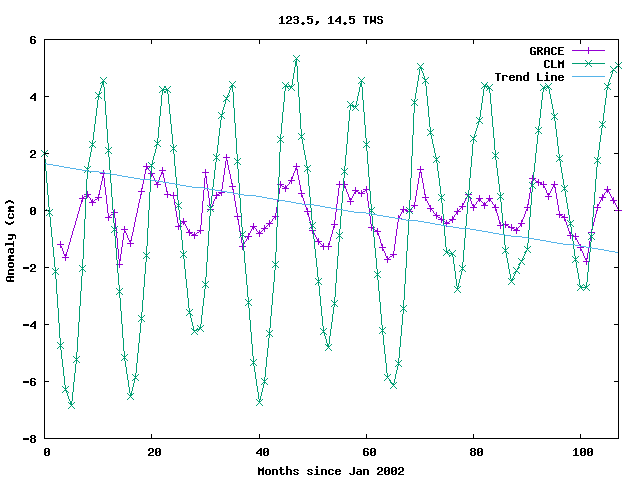 123.5, 14.5 TWS
GRACE
CLM
Trend Line
6
4
2
0
-2
-4
-6
-8
Anomaly (cm)
0 20 40 60 80 100
Months since Jan 2002